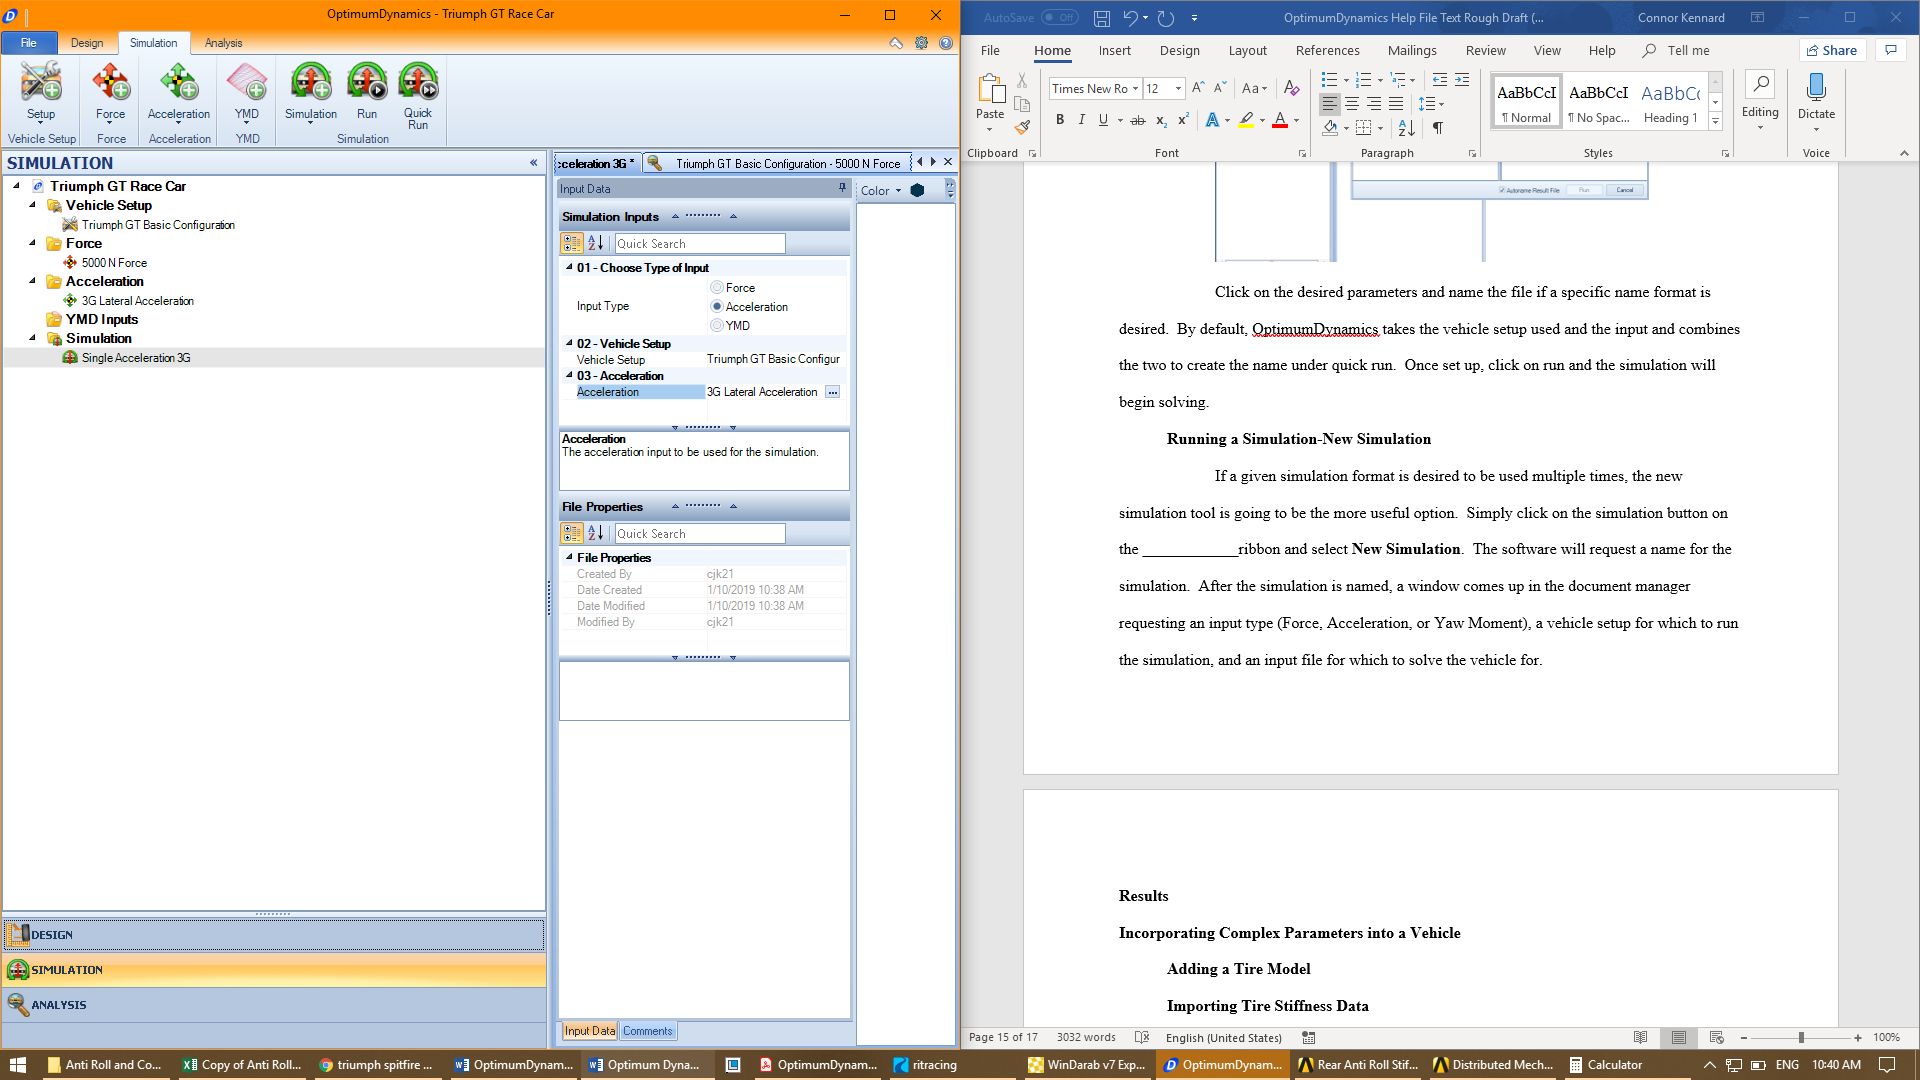 OptimumDynamics - Triumph GT Race Car
File
Design
Simulation
Analysis
Setup
Force
Acceleration
YMD
Simulation
Run
Quick
Run
Vehicle Setup
Force
Acceleration
YMD
Simulation
SIMULATION
Triumph GT Race Car
Vehicle Setup
Triumph GT Basic Configuration
Force
5000 N Force
Acceleration
3G Lateral Acceleration
YMD Inputs
Simulation
Single Acceleration 3G
DESIGN
SIMULATION
ANALYSIS
cceleration 3G *
Triumph GT Basic Configuration - 5000 N Force
Input Data
Color
Simulation Inputs
Quick Search
01 - Choose Type of Input
Input Type
Force
Acceleration
YMD
02 - Vehicle Setup
Vehicle Setup Triumph GT Basic Configur
03 - Acceleration
Acceleration 3G Lateral Acceleration ...
Acceleration
The acceleration input to be used for the simulation.
File Properties
Quick Search
File Properties
Created By cjk21
Date Created 1/10/2019 10:38 AM
Date Modified 1/10/2019 10:38 AM
Modified By cjk21
Input Data
Comments
AutoSave Off
OptimumDynamics Help File Text Rough Draft (...
Connor Kennard
File
Home
Insert
Design
Layout
References
Mailings
Review
View
Help
Tell me
Share
Paste
Times New Ro
12
AaBbCcI
¶ Normal
AaBbCcI
¶ No Spac...
AaBbCc
Heading 1
Editing
Dictate
Clipboard
Font
Paragraph
Styles
Voice
Autoname Result File
Run
Cancel
Click on the desired parameters and name the file if a specific name format is
desired. By default, OptimumDynamics takes the vehicle setup used and the input and combines
the two to create the name under quick run. Once set up, click on run and the simulation will
begin solving.
Running a Simulation-New Simulation
If a given simulation format is desired to be used multiple times, the new
simulation tool is going to be the more useful option. Simply click on the simulation button on
the ____________ribbon and select New Simulation. The software will request a name for the
simulation. After the simulation is named, a window comes up in the document manager
requesting an input type (Force, Acceleration, or Yaw Moment), a vehicle setup for which to run
the simulation, and an input file for which to solve the vehicle for.
Results
Incorporating Complex Parameters into a Vehicle
Adding a Tire Model
Importing Tire Stiffness Data
Page 15 of 17
3032 words
English (United States)
100%
Anti Roll and Co...
Copy of Anti Roll...
triumph spitfire ...
OptimumDynam...
Optimum Dyna...
OptimumDynam...
ritracing
WinDarab v7 Exp...
OptimumDynam...
Rear Anti Roll Stif...
Distributed Mech...
Calculator
ENG
10:40 AM